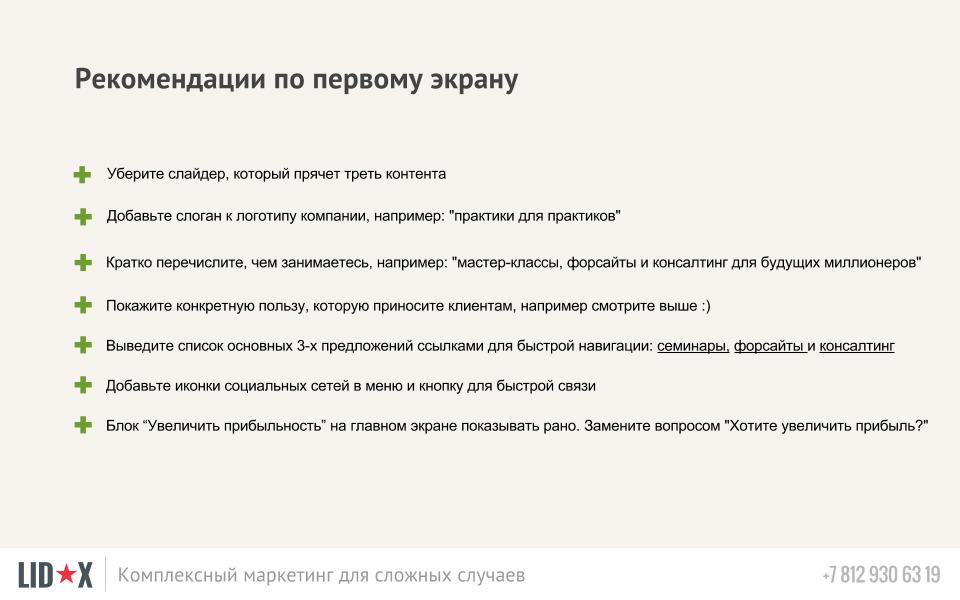 Рекомендации по первому экрану
Уберите слайдер, который прячет треть контента
Добавьте слоган к логотипу компании, например: "практики для практиков"
Кратко перечислите, чем занимаетесь, например: "мастер-классы, форсайты и консалтинг для будущих миллионеров"
Покажите конкретную пользу, которую приносите клиентам, например смотрите выше :)
Выведите список основных 3-х предложений ссылками для быстрой навигации: семинары, форсайты и консалтинг
Добавьте иконки социальных сетей в меню и кнопку для быстрой связи
Блок “Увеличить прибыльность” на главном экране показывать рано. Замените вопросом "Хотите увеличить прибыль?"
LID★X Комплексный маркетинг для сложных случаев +7 812 930 63 19